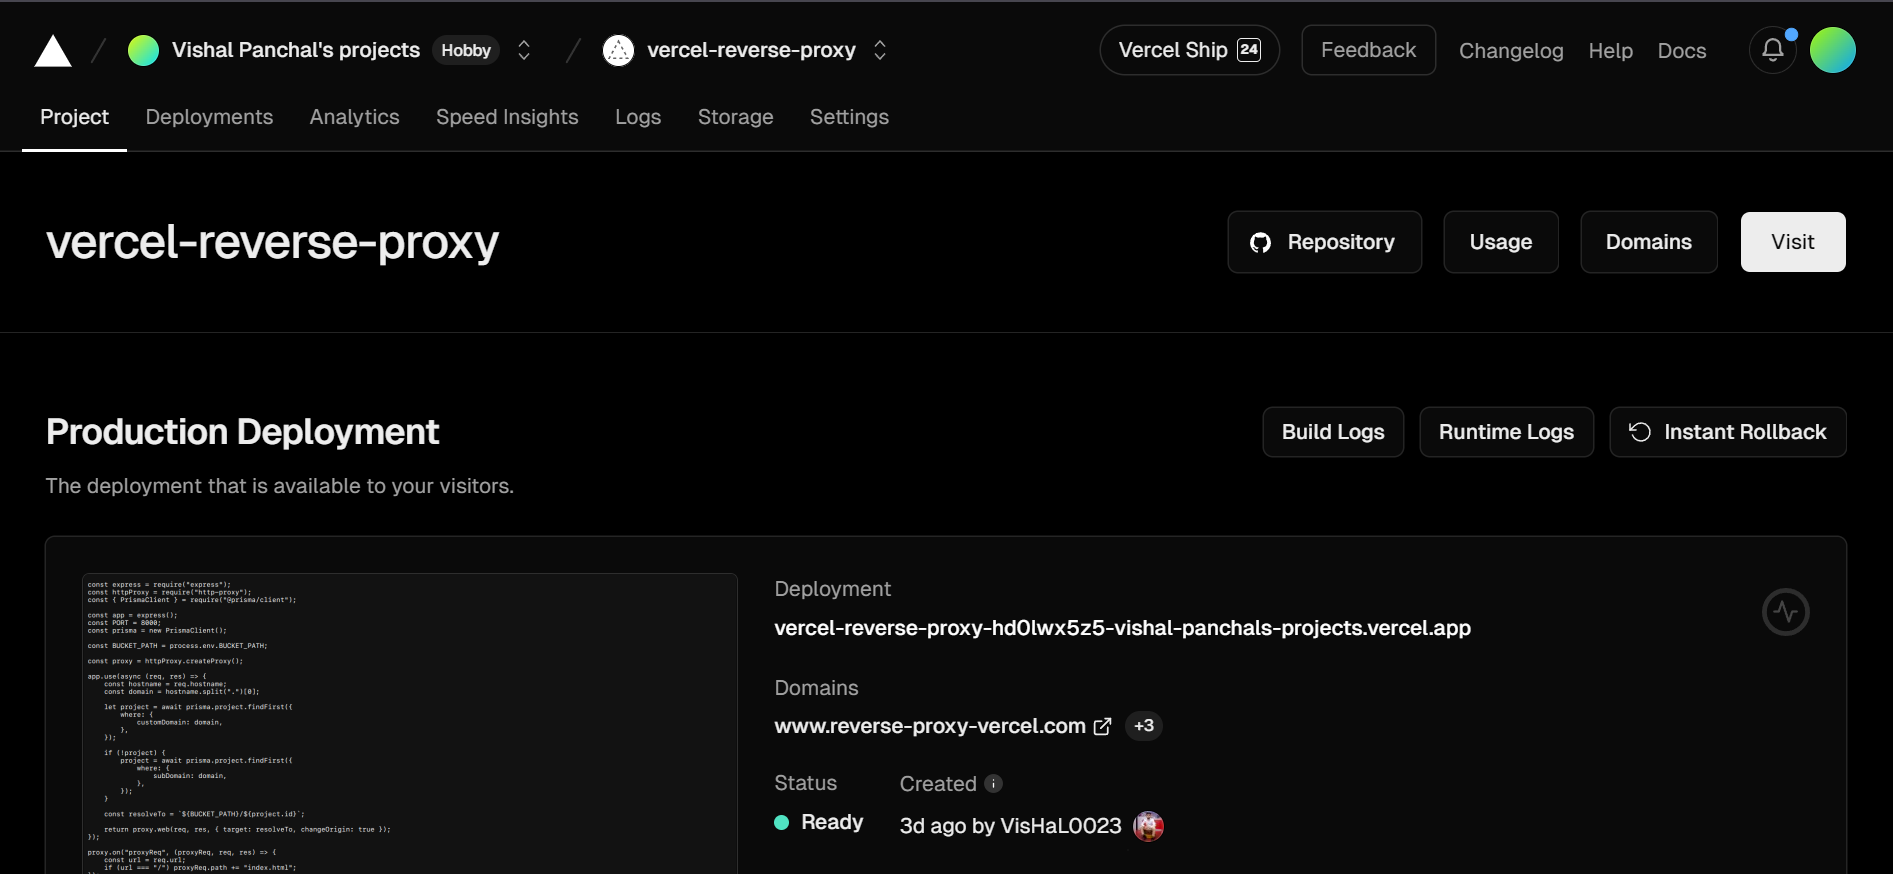 Vishal Panchal's projects Hobby vercel-reverse-proxy Vercel Ship 24 Feedback Changelog Help Docs
Project Deployments Analytics Speed Insights Logs Storage Settings
vercel-reverse-proxy Repository Usage Domains Visit
Production Deployment Build Logs Runtime Logs Instant Rollback
The deployment that is available to your visitors.
const express = require("express");
const httpProxy = require("http-proxy");
const { PrismaClient } = require("@prisma/client");
const app = express();
const PORT = 8000;
const prisma = new PrismaClient();
const BUCKET_PATH = process.env.BUCKET_PATH;
const proxy = httpProxy.createProxy();
app.use(async (req, res) => {
const hostname = req.hostname;
const domain = hostname.split(".")[0];
let project = await prisma.project.findFirst({
where: {
customDomain: domain,
},
});
if (!project) {
project = await prisma.project.findFirst({
where: {
subDomain: domain,
},
});
}
const resolveTo = `${BUCKET_PATH}/${project.id}`;
return proxy.web(req, res, { target: resolveTo, changeOrigin: true });
});
proxy.on("proxyReq", (proxyReq, req, res) => {
const url = req.url;
if (url === "/") proxyReq.path += "index.html";
Deployment
vercel-reverse-proxy-hd0lwx5z5-vishal-panchals-projects.vercel.app
Domains
www.reverse-proxy-vercel.com +3
Status Created
Ready 3d ago by VisHaL0023